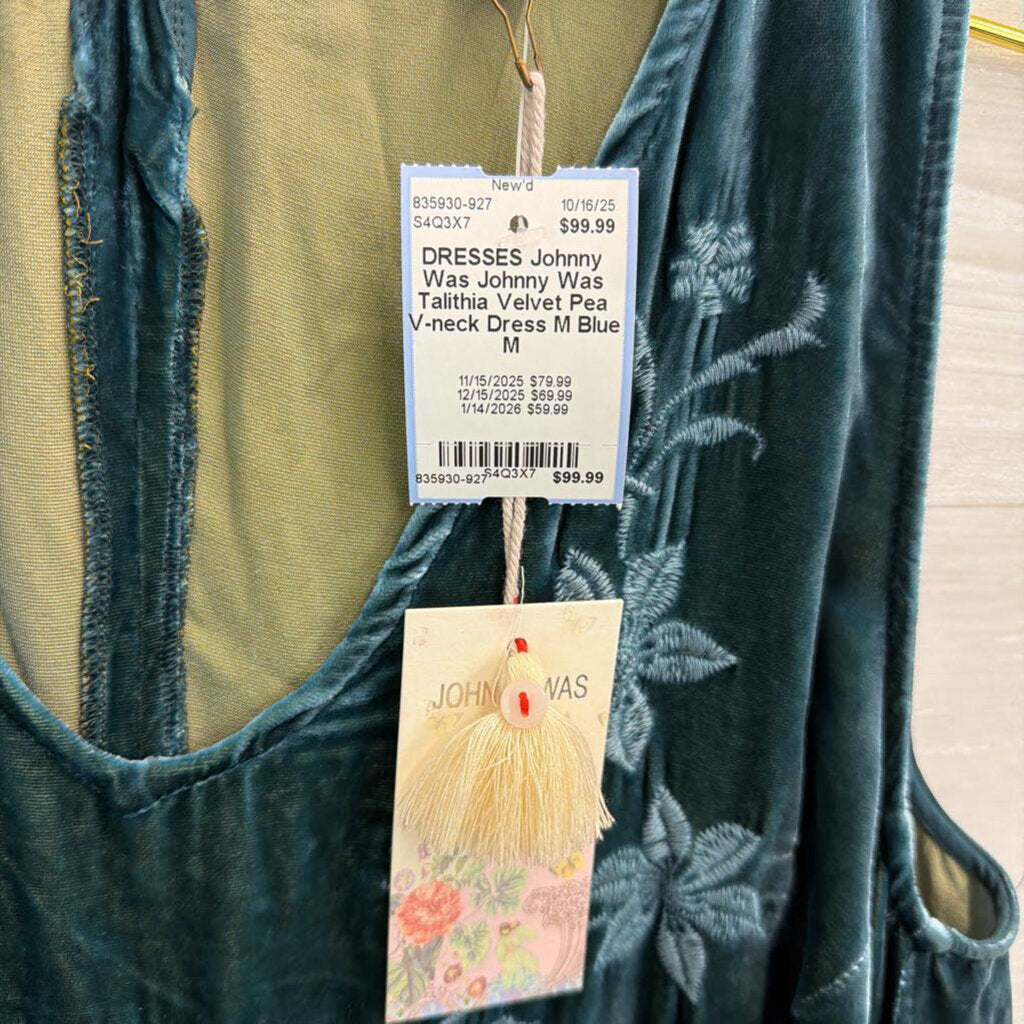 New'd
835930-927 10/16/25
S4Q3X7 $99.99
DRESSES Johnny
Was Johnny Was
Talithia Velvet Pea
V-neck Dress M Blue
M
11/15/2025 $79.99
12/15/2025 $69.99
1/14/2026 $59.99
835930-927 S4Q3X7 $99.99
JOHN WAS